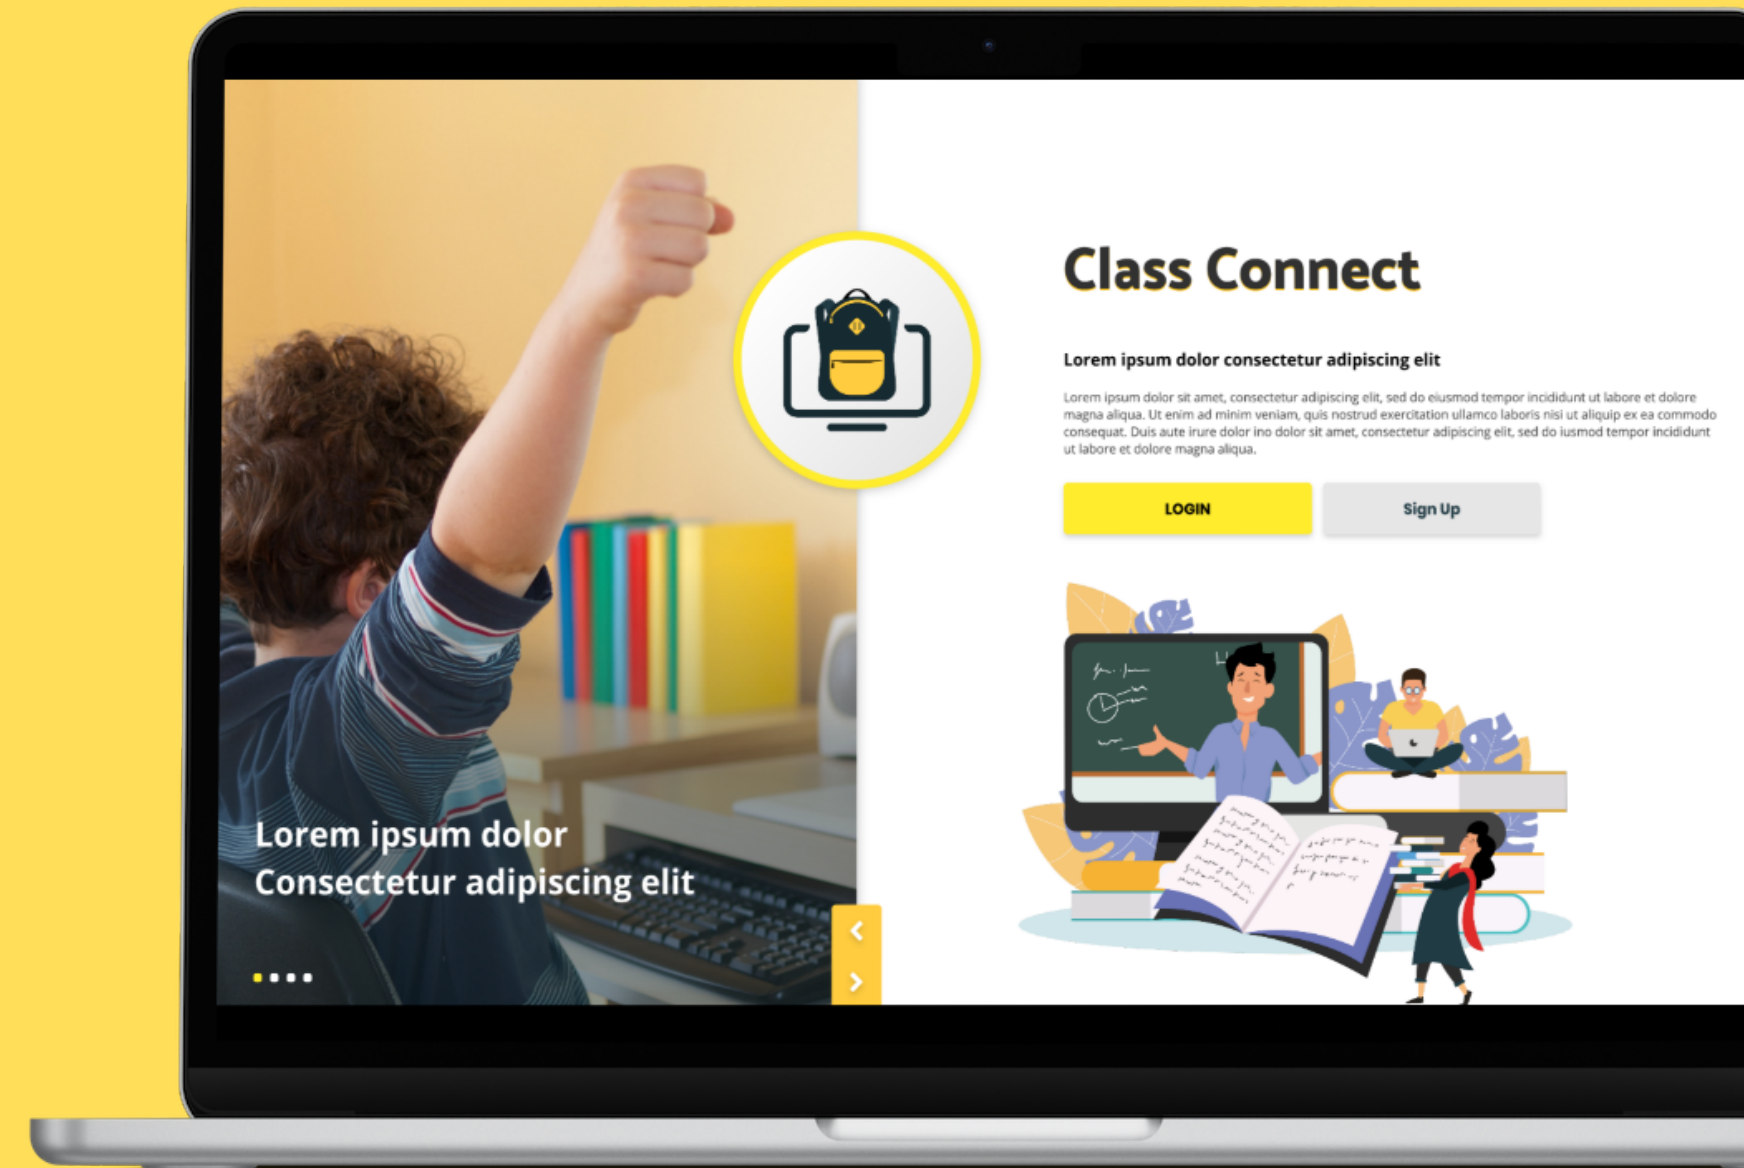 Class Connect
Lorem ipsum dolor consectetur adipiscing elit
Lorem ipsum dolor sit amet, consectetur adipiscing elit, sed do eiusmod tempor incididunt ut labore et dolore
magna aliqua. Ut enim ad minim veniam, quis nostrud exercitation ullamco laboris nisi ut aliquip ex ea commodo
consequat. Duis aute irure dolor ino dolor sit amet, consectetur adipiscing elit, sed do iusmod tempor incididunt
ut labore et dolore magna aliqua.
LOGIN
Sign Up
Lorem ipsum dolor
Consectetur adipiscing elit